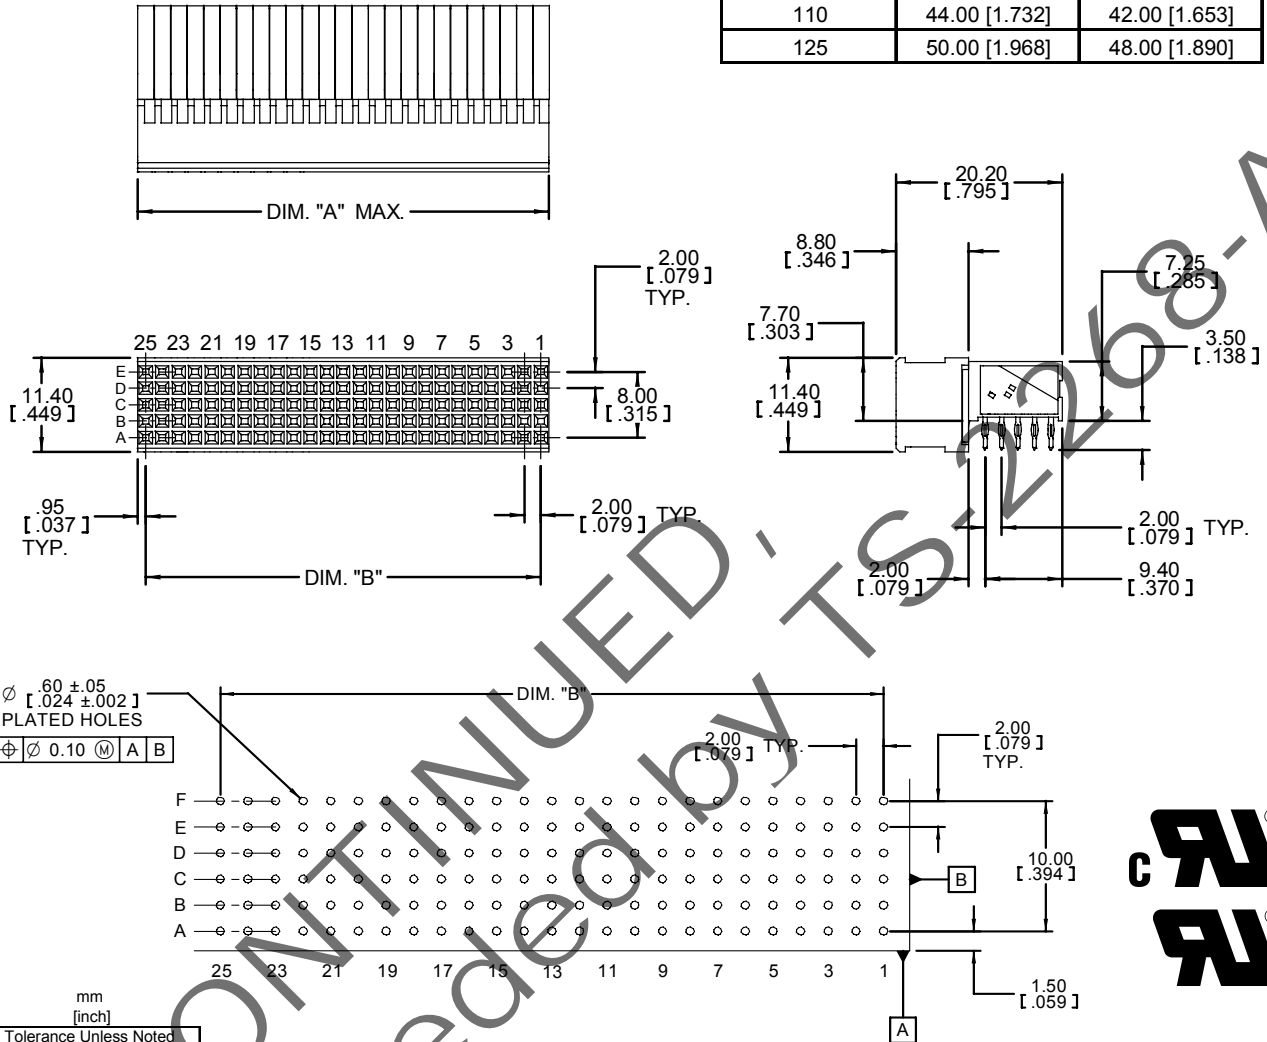 110 44.00 [1.732] 42.00 [1.653]
125 50.00 [1.968] 48.00 [1.890]
DIM. "A" MAX.
20.20
[.795]
8.80
[.346]
7.25
[.285]
2.00
[.079]
TYP.
7.70
[.303]
3.50
[.138]
25 23 21 19 17 15 13 11 9 7 5 3 1
E
D
C
B
A
11.40
[.449]
8.00
[.315]
11.40
[.449]
.95
[.037]
TYP.
2.00
[.079] TYP.
DIM. "B"
2.00
[.079] TYP.
2.00
[.079]
9.40
[.370]
Ø .60 ±.05
[.024 ±.002]
PLATED HOLES
⌖ Ø 0.10 Ⓜ A B
DIM. "B"
2.00
[.079] TYP.
2.00
[.079]
TYP.
F
E
D
C
B
A
10.00
[.394]
B
25 23 21 19 17 15 13 11 9 7 5 3 1
1.50
[.059]
A
mm
[inch]
Tolerance Unless Noted
C
ONTINUED,
eded by TS-2268-A